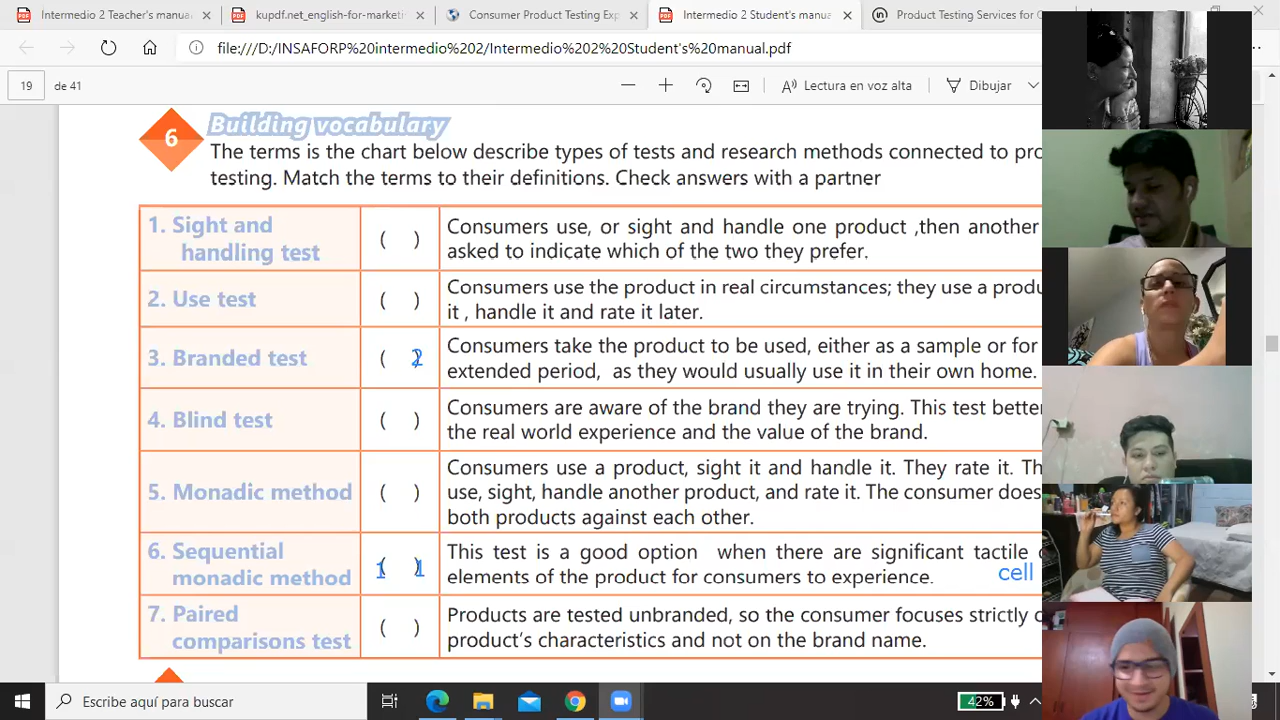 Intermedio 2 Teacher's manua
kupdf.net_english-for-marketin
Consumer Product Testing Exp
Intermedio 2 Student's manua
Product Testing Services for C
file:///D:/INSAFORP%20intermedio%202/Intermedio%202%20Student's%20manual.pdf
19 de 41
Lectura en voz alta
Dibujar
6 Building vocabulary
The terms is the chart below describe types of tests and research methods connected to pro
testing. Match the terms to their definitions. Check answers with a partner
1. Sight and
handling test
( )
Consumers use, or sight and handle one product ,then another
asked to indicate which of the two they prefer.
2. Use test
( )
Consumers use the product in real circumstances; they use a produ
it , handle it and rate it later.
3. Branded test
( 2)
Consumers take the product to be used, either as a sample or for
extended period, as they would usually use it in their own home.
4. Blind test
( )
Consumers are aware of the brand they are trying. This test better
the real world experience and the value of the brand.
5. Monadic method
( )
Consumers use a product, sight it and handle it. They rate it. Th
use, sight, handle another product, and rate it. The consumer does
both products against each other.
6. Sequential
monadic method
(1 )1
This test is a good option when there are significant tactile o
elements of the product for consumers to experience.
cell
7. Paired
comparisons test
( )
Products are tested unbranded, so the consumer focuses strictly o
product's characteristics and not on the brand name.
Escribe aquí para buscar
42%